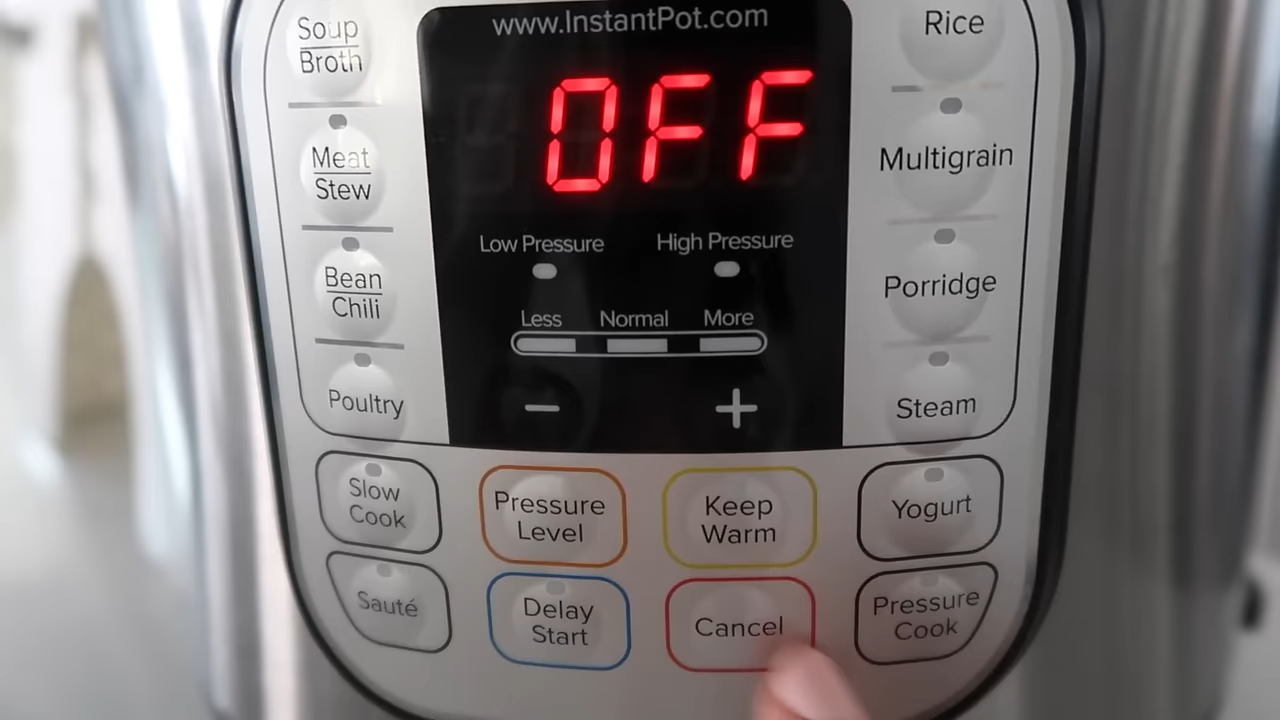 www.InstantPot.com
OFF
Low Pressure High Pressure
Less Normal More
− +
Soup
Broth
Meat
Stew
Bean
Chili
Poultry
Rice
Multigrain
Porridge
Steam
Slow
Cook
Pressure
Level
Keep
Warm
Yogurt
Sauté
Delay
Start
Cancel
Pressure
Cook